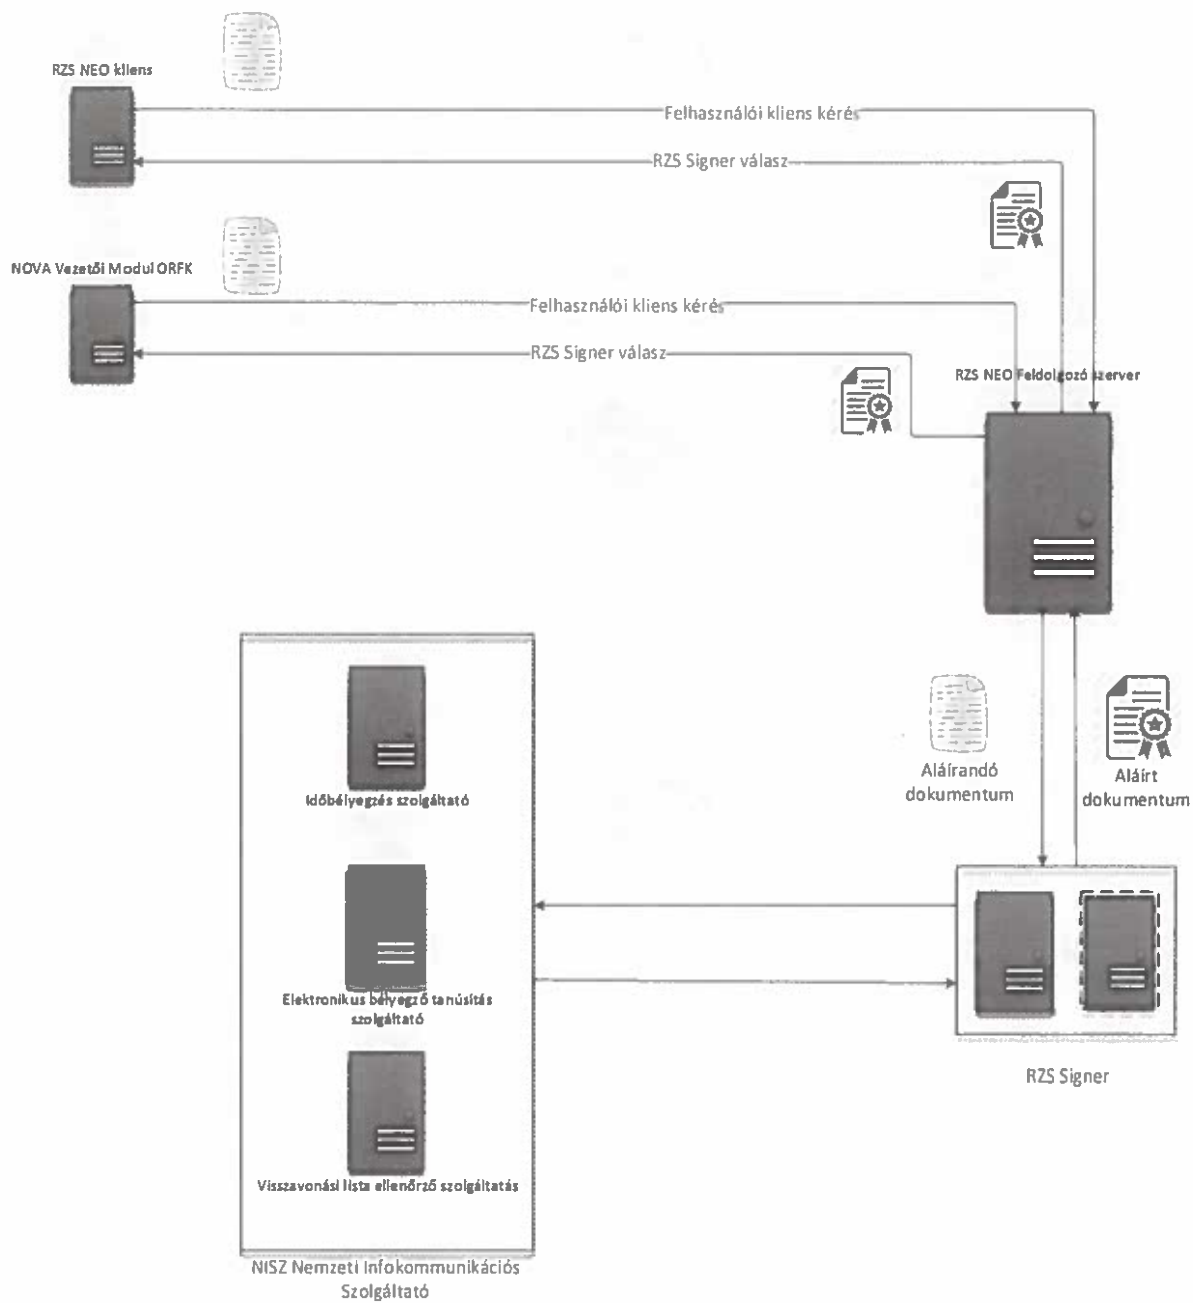 RZS NEO kliens
Felhasználói kliens kérés
RZS Signer válasz
NOVA Vezetői Modul ORFK
Felhasználói kliens kérés
RZS Signer válasz
RZS NEO Feldolgozó szerver
Időbélyegzés szolgáltató
Aláírandó
dokumentum
Aláírt
dokumentum
Elektronikus bélyegző tanúsítás
szolgáltató
RZS Signer
Visszavonási lista ellenőrző szolgáltatás
NISZ Nemzeti Infokommunikációs
Szolgáltató